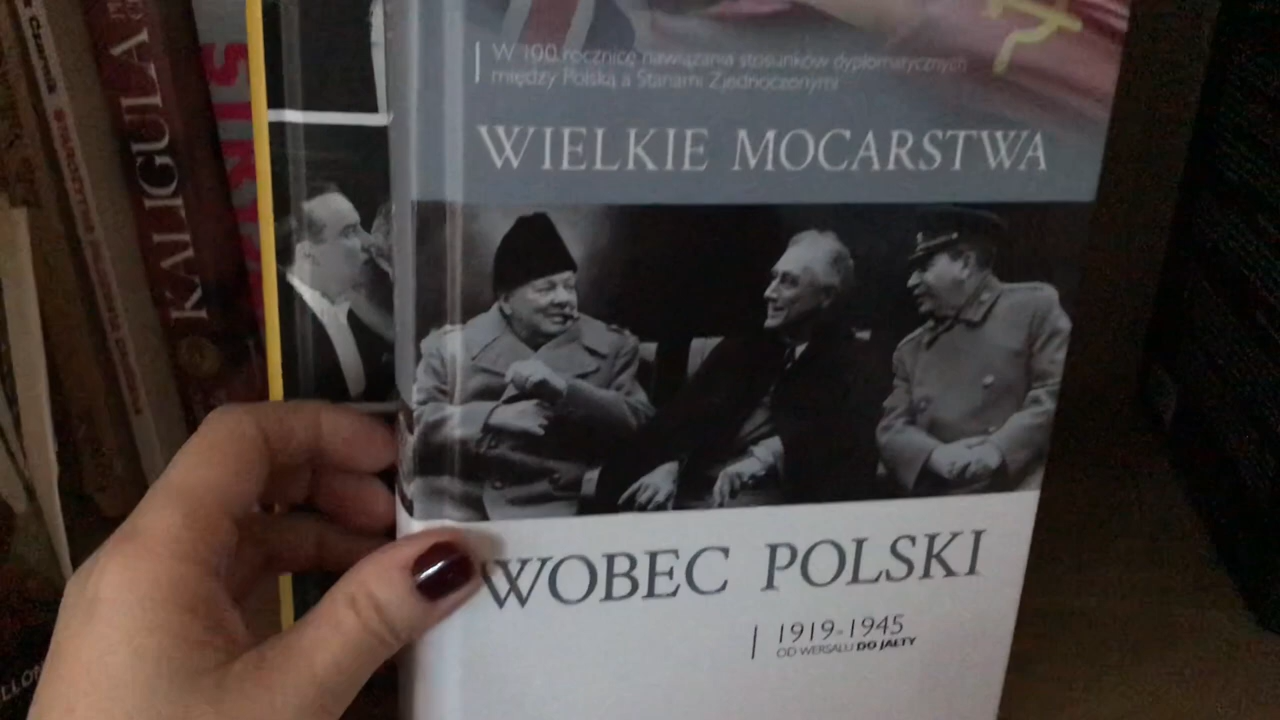 W 100 rocznicę nawiązania stosunków dyplomatycznych
między Polską a Stanami Zjednoczonymi
WIELKIE MOCARSTWA
WOBEC POLSKI
1919-1945
OD WERSALU DO JAŁTY
KALIGULA